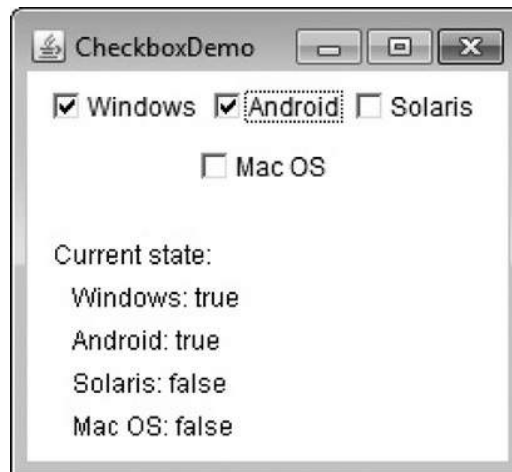 CheckboxDemo
Windows Android Solaris
Mac OS
Current state:
Windows: true
Android: true
Solaris: false
Mac OS: false